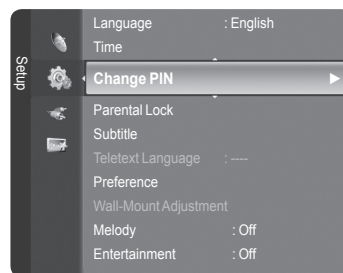 Setup
Language : English
Time
Change PIN
Parental Lock
Subtitle
Teletext Language : ----
Preference
Wall-Mount Adjustment
Melody : Off
Entertainment : Off